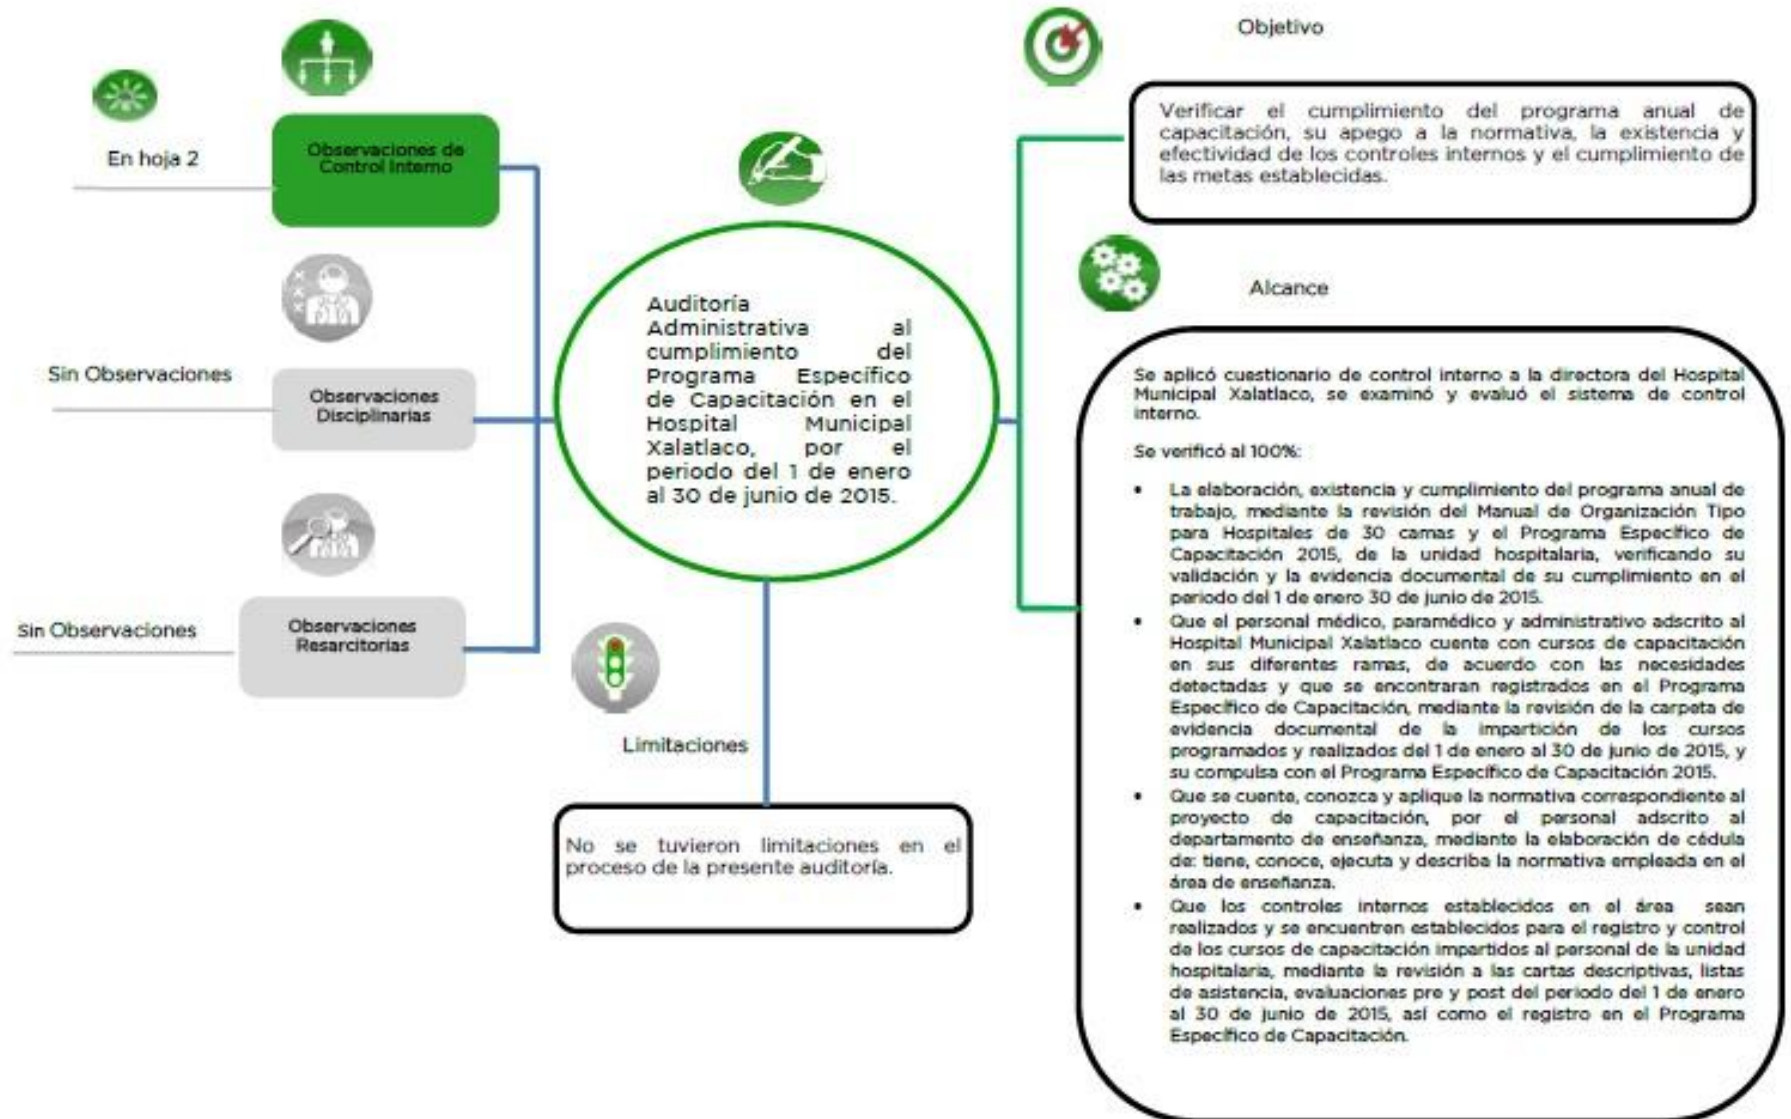 En hoja 2
Observaciones de
Control Interno
Sin Observaciones
Observaciones
Disciplinarias
Sin Observaciones
Observaciones
Resarcitorias
Auditoría
Administrativa al
cumplimiento del
Programa Específico
de Capacitación en el
Hospital Municipal
Xalatlaco, por el
periodo del 1 de enero
al 30 de junio de 2015.
Limitaciones
No se tuvieron limitaciones en el
proceso de la presente auditoría.
Objetivo
Verificar el cumplimiento del programa anual de
capacitación, su apego a la normativa, la existencia y
efectividad de los controles internos y el cumplimiento de
las metas establecidas.
Alcance
Se aplicó cuestionario de control interno a la directora del Hospital
Municipal Xalatlaco, se examinó y evaluó el sistema de control
interno.
Se verificó al 100%:
• La elaboración, existencia y cumplimiento del programa anual de
trabajo, mediante la revisión del Manual de Organización Tipo
para Hospitales de 30 camas y el Programa Específico de
Capacitación 2015, de la unidad hospitalaria, verificando su
validación y la evidencia documental de su cumplimiento en el
periodo del 1 de enero 30 de junio de 2015.
• Que el personal médico, paramédico y administrativo adscrito al
Hospital Municipal Xalatlaco cuente con cursos de capacitación
en sus diferentes ramas, de acuerdo con las necesidades
detectadas y que se encontraran registrados en el Programa
Específico de Capacitación, mediante la revisión de la carpeta de
evidencia documental de la impartición de los cursos
programados y realizados del 1 de enero al 30 de junio de 2015, y
su compulsa con el Programa Específico de Capacitación 2015.
• Que se cuente, conozca y aplique la normativa correspondiente al
proyecto de capacitación, por el personal adscrito al
departamento de enseñanza, mediante la elaboración de cédula
de: tiene, conoce, ejecuta y describa la normativa empleada en el
área de enseñanza.
• Que los controles internos establecidos en el área sean
realizados y se encuentren establecidos para el registro y control
de los cursos de capacitación impartidos al personal de la unidad
hospitalaria, mediante la revisión a las cartas descriptivas, listas
de asistencia, evaluaciones pre y post del periodo del 1 de enero
al 30 de junio de 2015, así como el registro en el Programa
Específico de Capacitación.